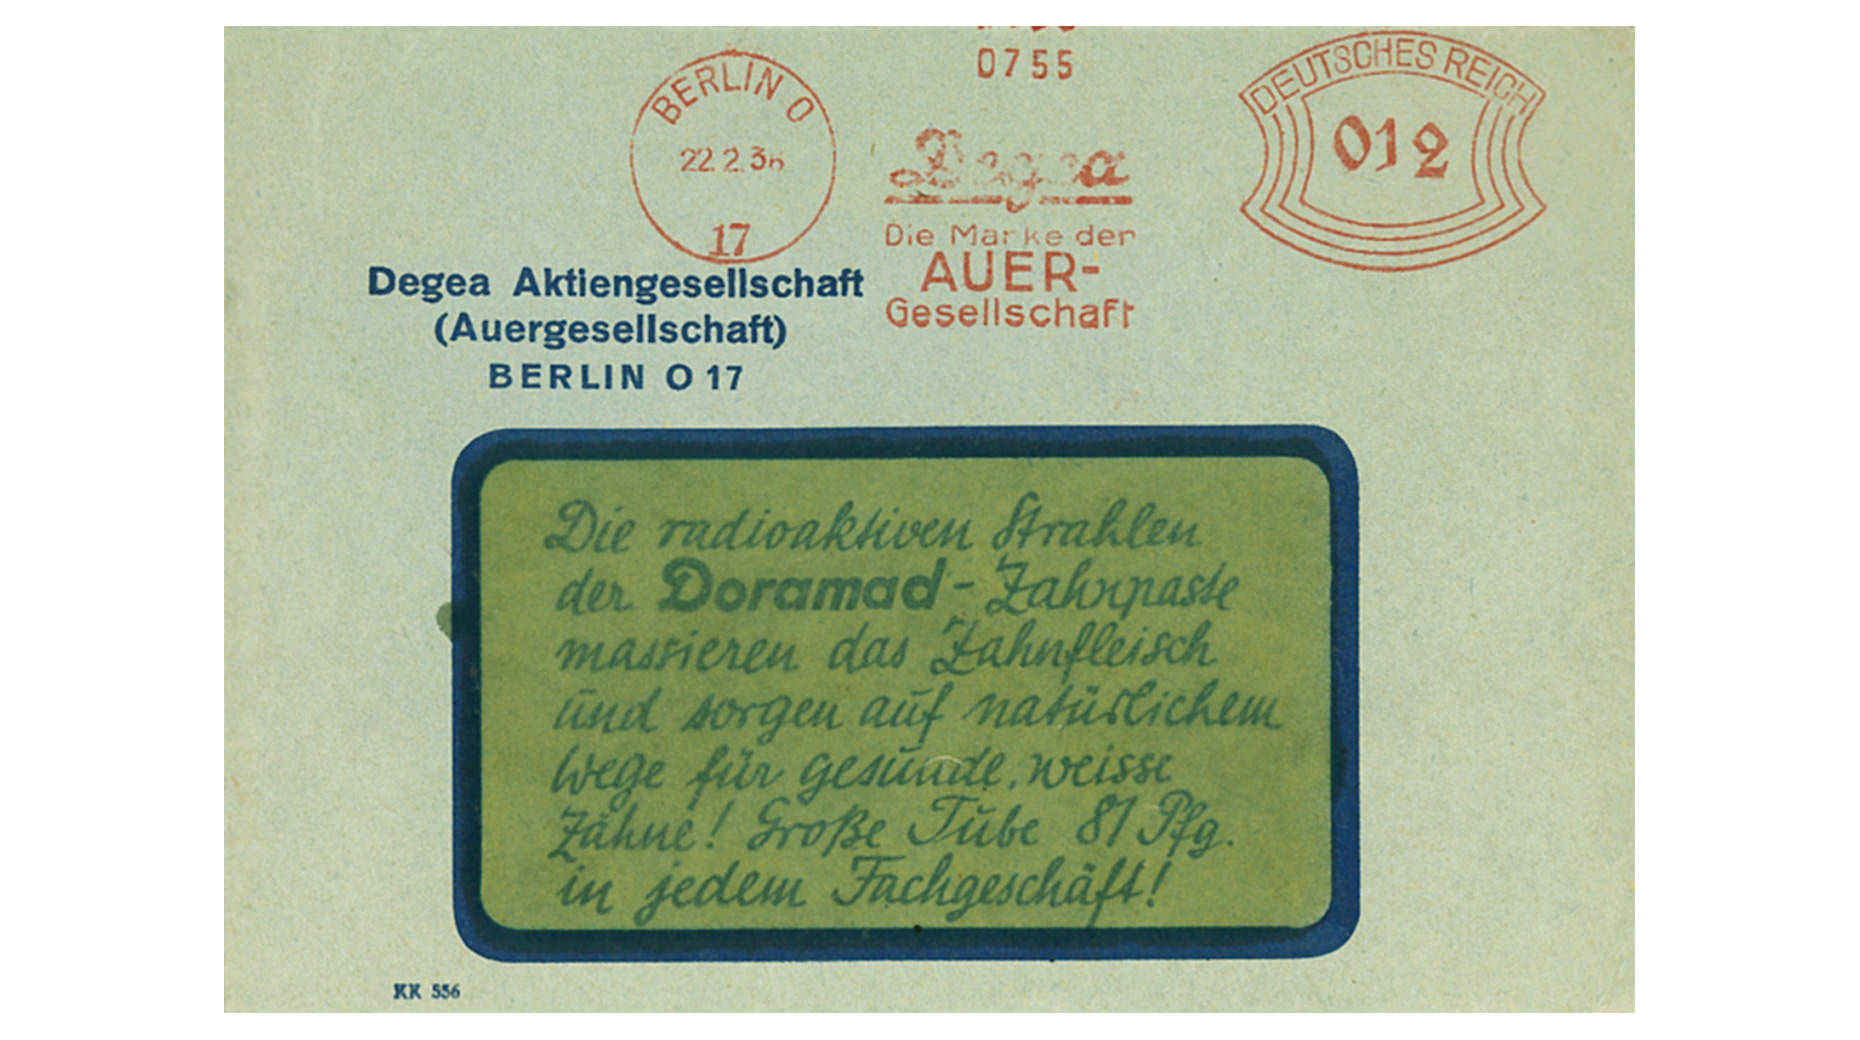 0755
BERLIN O
22.2.36
17
Degea
Die Marke der
AUER-
Gesellschaft
DEUTSCHES REICH
012
Degea Aktiengesellschaft
(Auergesellschaft)
BERLIN O 17
Die radioaktiven Strahlen
der Doramad-Zahnpaste
massieren das Zahnfleisch
und sorgen auf natürlichem
Wege für gesunde, weisse
Zähne! Große Tube 81 Pfg.
in jedem Fachgeschäft!
KK 556